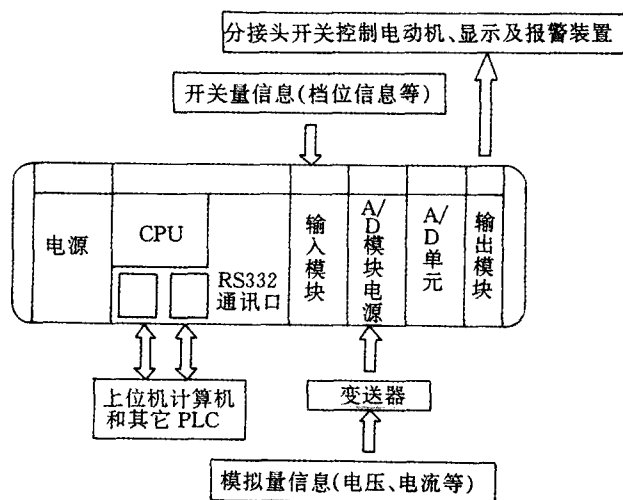 分接头开关控制电动机、显示及报警装置
开关量信息(档位信息等)
电源
CPU
RS332
通讯口
输入模块
A/D模块电源
A/D单元
输出模块
上位机计算机
和其它 PLC
变送器
模拟量信息(电压、电流等)